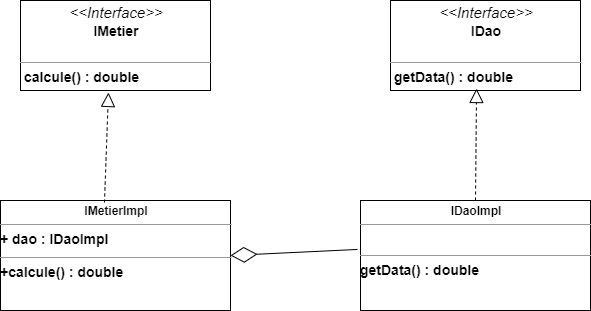 <<Interface>>
IMetier
calcule() : double
<<Interface>>
IDao
getData() : double
IMetierImpl
+ dao : IDaoImpl
+calcule() : double
IDaoImpl
getData() : double